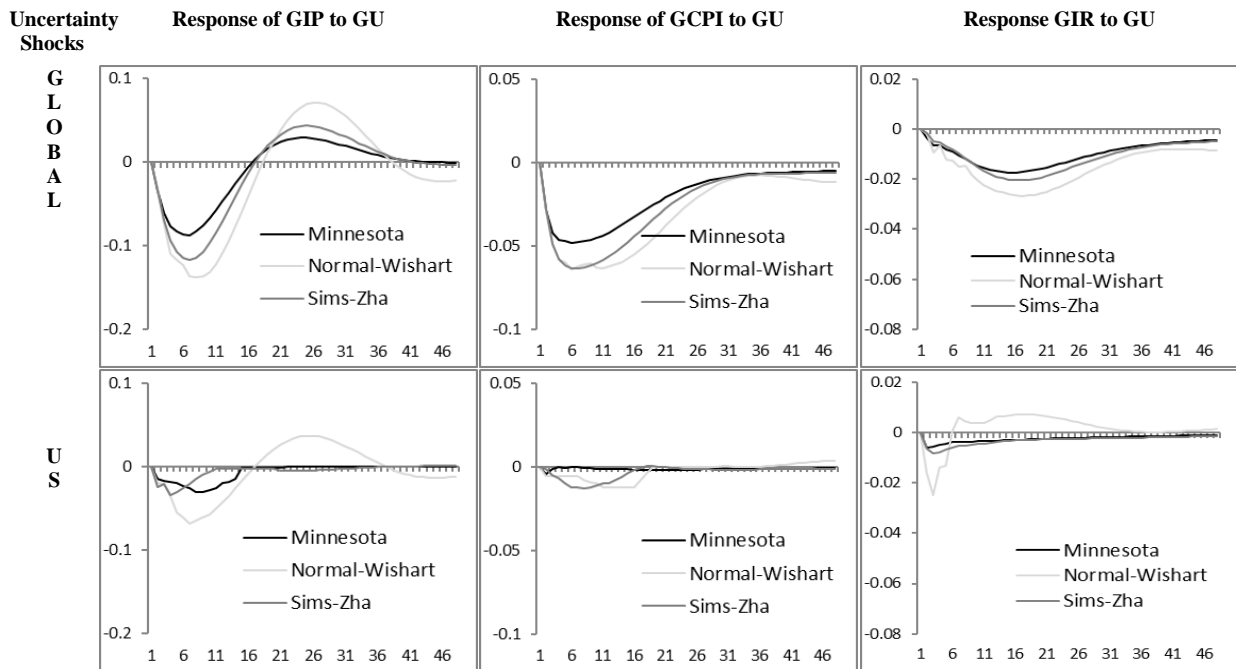 Uncertainty
Shocks
Response of GIP to GU
Response of GCPI to GU
Response of GIR to GU
G
L
O
B
A
L
0.1
0
-0.1
-0.2
Minnesota
Normal-Wishart
Sims-Zha
1 6 11 16 21 26 31 36 41 46
0.05
0
-0.05
-0.1
Minnesota
Normal-Wishart
Sims-Zha
1 6 11 16 21 26 31 36 41 46
0.02
0
-0.02
-0.04
-0.06
-0.08
Minnesota
Normal-Wishart
Sims-Zha
1 6 11 16 21 26 31 36 41 46
U
S
0.1
0
-0.1
-0.2
Minnesota
Normal-Wishart
Sims-Zha
1 6 11 16 21 26 31 36 41 46
0.05
0
-0.05
-0.1
Minnesota
Normal-Wishart
Sims-Zha
1 6 11 16 21 26 31 36 41 46
0.02
0
-0.02
-0.04
-0.06
-0.08
Minnesota
Normal-Wishart
Sims-Zha
1 6 11 16 21 26 31 36 41 46